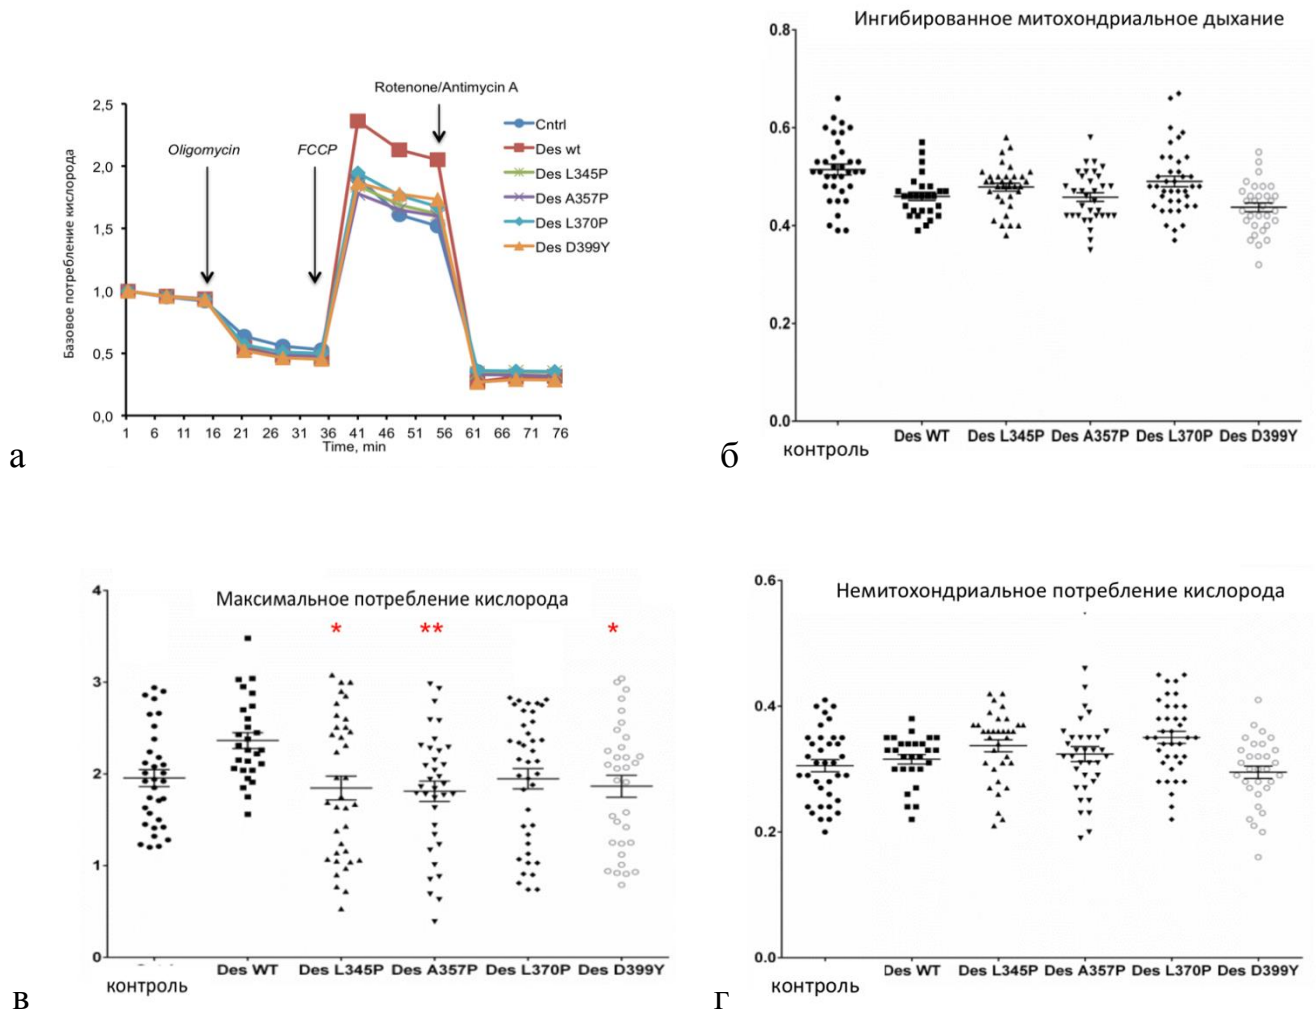 Rotenone/Antimycin A
Oligomycin
FCCP
Cntrl
Des wt
Des L345P
Des A357P
Des L370P
Des D399Y
Базовое потребление кислорода
2,5
2,0
1,5
1,0
0,5
0,0
1 6 11 16 21 26 31 36 41 46 51 56 61 66 71 76
Time, min
а
Ингибированное митохондриальное дыхание
0.8
0.6
0.4
0.2
0.0
контроль Des WT Des L345P Des A357P Des L370P Des D399Y
б
Максимальное потребление кислорода
* ** *
4
3
2
1
0
контроль Des WT Des L345P Des A357P Des L370P Des D399Y
в
Немитохондриальное потребление кислорода
0.6
0.4
0.2
0.0
контроль Des WT Des L345P Des A357P Des L370P Des D399Y
г